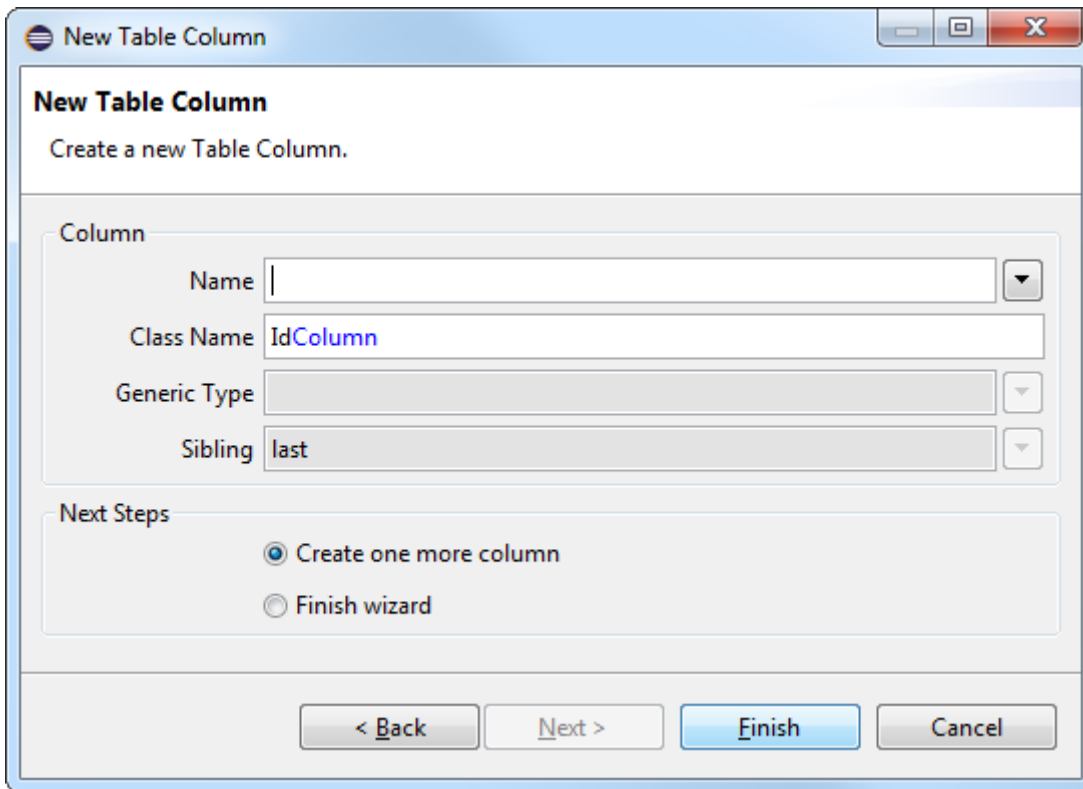 New Table Column
New Table Column
Create a new Table Column.
Column
Name
Class Name IdColumn
Generic Type
Sibling last
Next Steps
Create one more column
Finish wizard
< Back Next > Finish Cancel